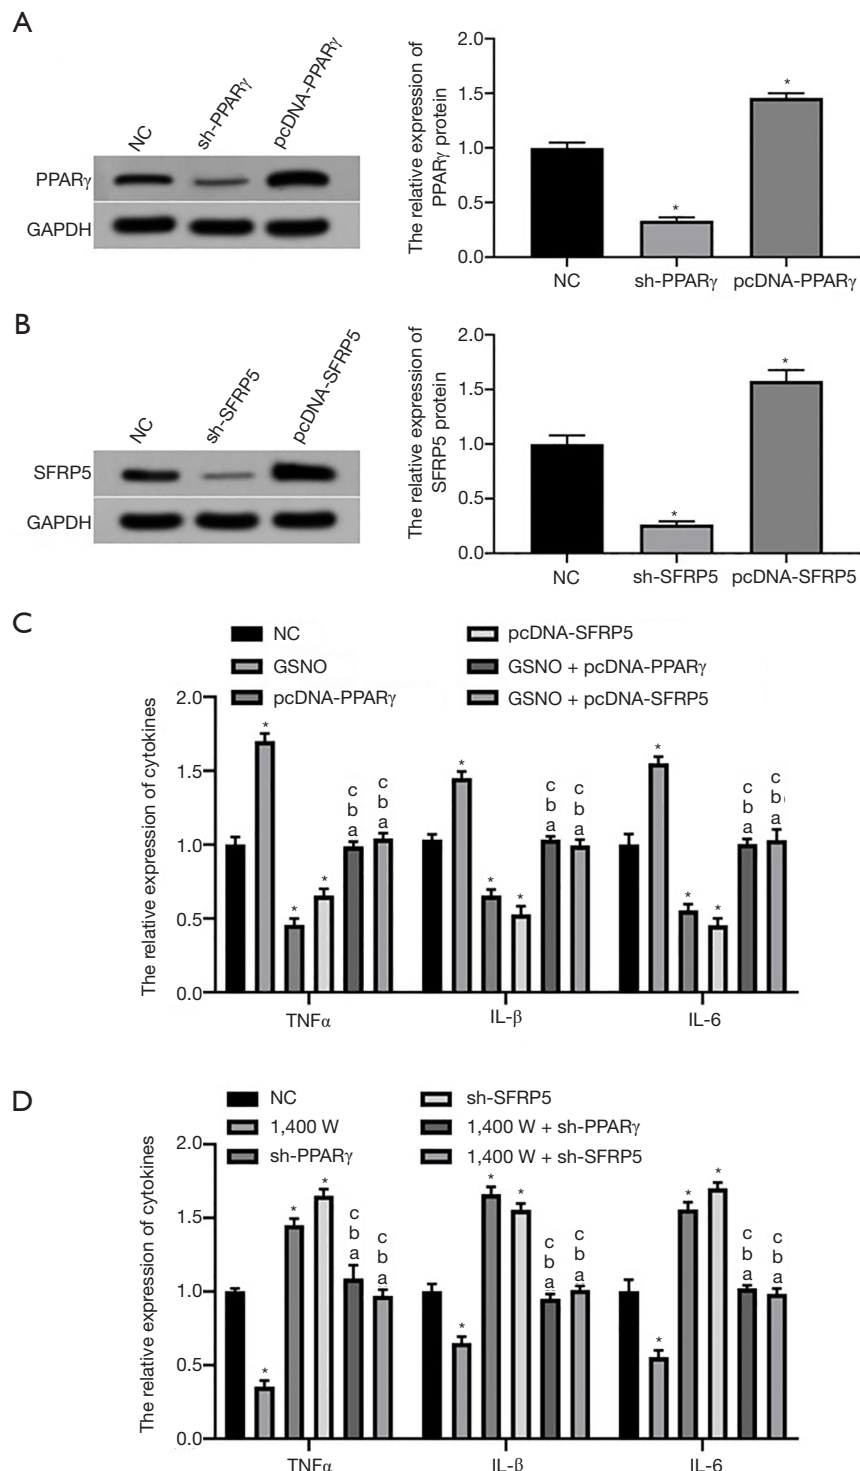 A
NC
sh-PPARγ
pcDNA-PPARγ
PPARγ
GAPDH
The relative expression of
PPARγ protein
2.0
1.5
1.0
0.5
0.0
*
*
NC
sh-PPARγ
pcDNA-PPARγ
B
NC
sh-SFRP5
pcDNA-SFRP5
SFRP5
GAPDH
The relative expression of
SFRP5 protein
2.0
1.5
1.0
0.5
0.0
*
*
NC
sh-SFRP5
pcDNA-SFRP5
C
NC
GSNO
pcDNA-PPARγ
pcDNA-SFRP5
GSNO + pcDNA-PPARγ
GSNO + pcDNA-SFRP5
The relative expression of cytokines
2.0
1.5
1.0
0.5
0.0
*
*
*
c
b
a
c
b
a
*
*
*
c
b
a
c
b
a
*
*
*
c
b
a
c
b
a
TNFα
IL-β
IL-6
D
NC
1,400 W
sh-PPARγ
sh-SFRP5
1,400 W + sh-PPARγ
1,400 W + sh-SFRP5
The relative expression of cytokines
2.0
1.5
1.0
0.5
0.0
*
*
*
c
b
a
c
b
a
*
*
*
c
b
a
c
b
a
*
*
*
c
b
a
c
b
a
TNFα
IL-β
IL-6